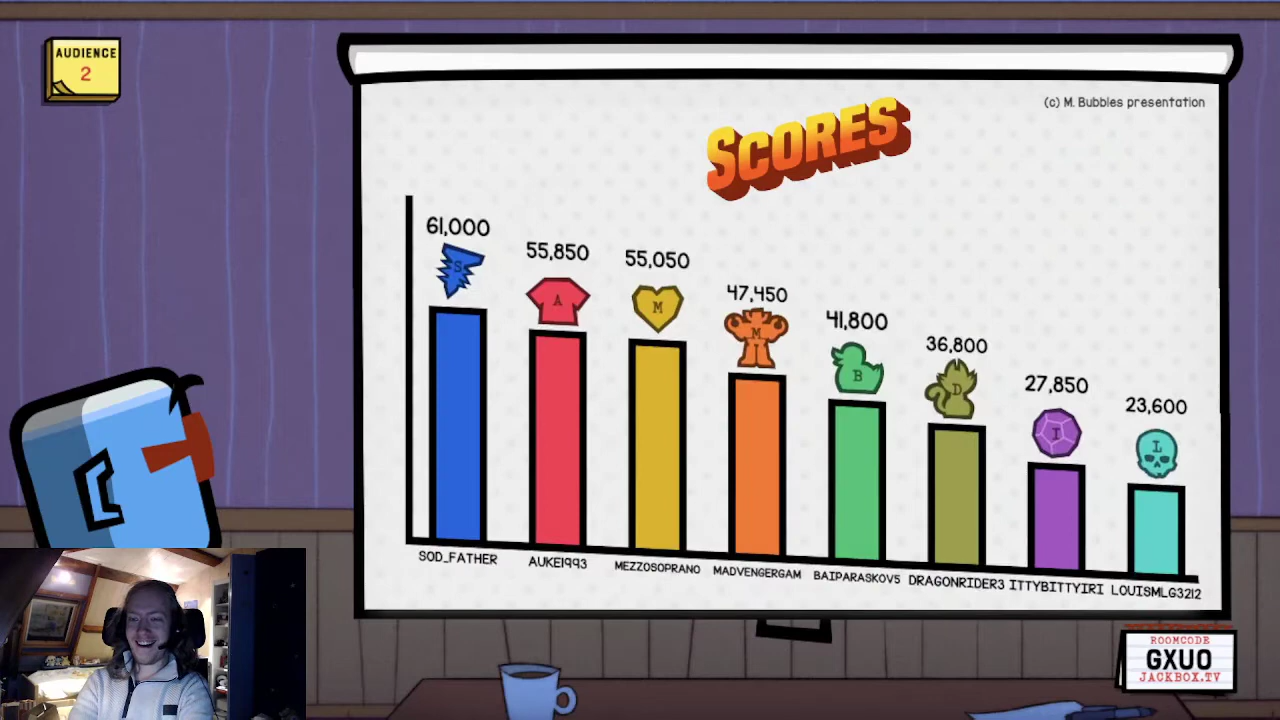 AUDIENCE
2
(c) M. Bubbles presentation
SCORES
61,000
55,850
55,050
47,450
41,800
36,800
27,850
23,600
S
A
M
M
B
D
I
L
SOD_FATHER
AUKE1993
MEZZOSOPRANO
MADVENGERGAM
BAIPARASKOV5
DRAGONRIDER3
ITTYBITTYIRI
LOUISMLG3212
ROOMCODE
GXUO
JACKBOX.TV